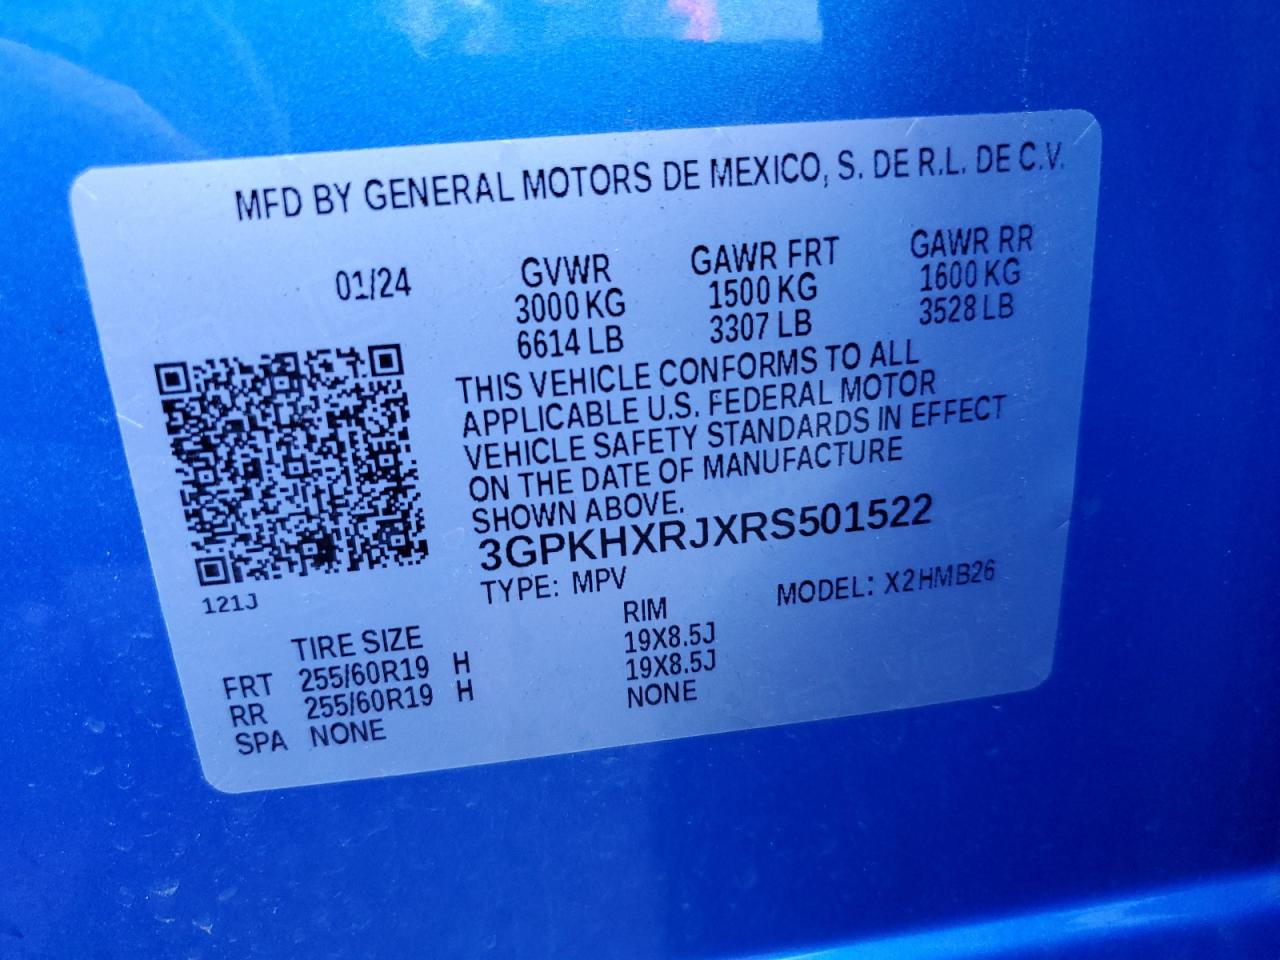 MFD BY GENERAL MOTORS DE MEXICO, S. DE R.L. DE C.V.
01/24 GVWR GAWR FRT GAWR RR
3000 KG 1500 KG 1600 KG
6614 LB 3307 LB 3528 LB
THIS VEHICLE CONFORMS TO ALL
APPLICABLE U.S. FEDERAL MOTOR
VEHICLE SAFETY STANDARDS IN EFFECT
ON THE DATE OF MANUFACTURE
SHOWN ABOVE.
3GPKHXRJXRS501522
121J TYPE: MPV MODEL: X2HMB26
TIRE SIZE RIM
FRT 255/60R19 H 19X8.5J
RR 255/60R19 H 19X8.5J
SPA NONE NONE